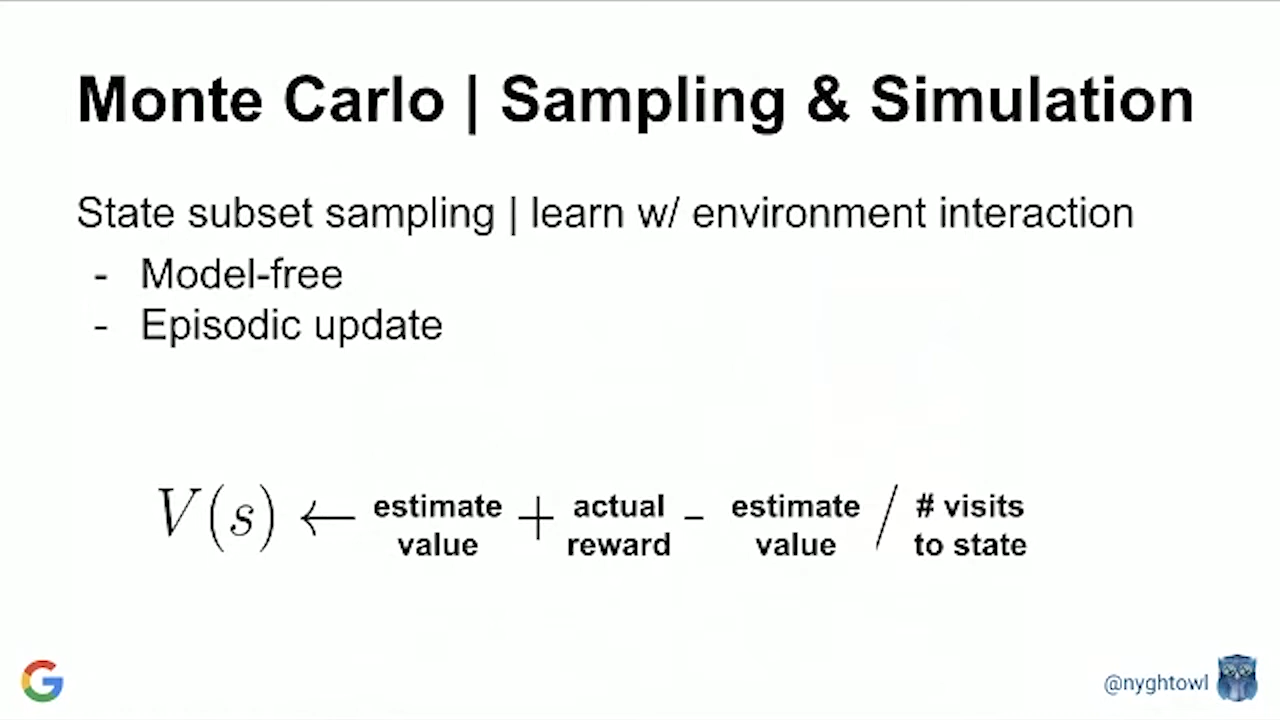 Monte Carlo | Sampling & Simulation
State subset sampling | learn w/ environment interaction
- Model-free
- Episodic update
V(s) ← estimate value + actual reward - estimate value / # visits to state
@nyghtowl